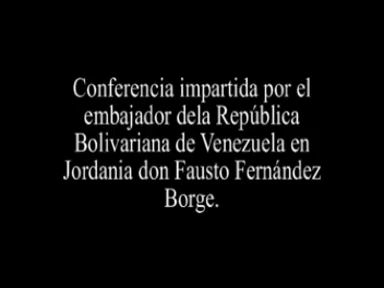 Conferencia impartida por el
embajador dela República
Bolivariana de Venezuela en
Jordania don Fausto Fernández
Borge.